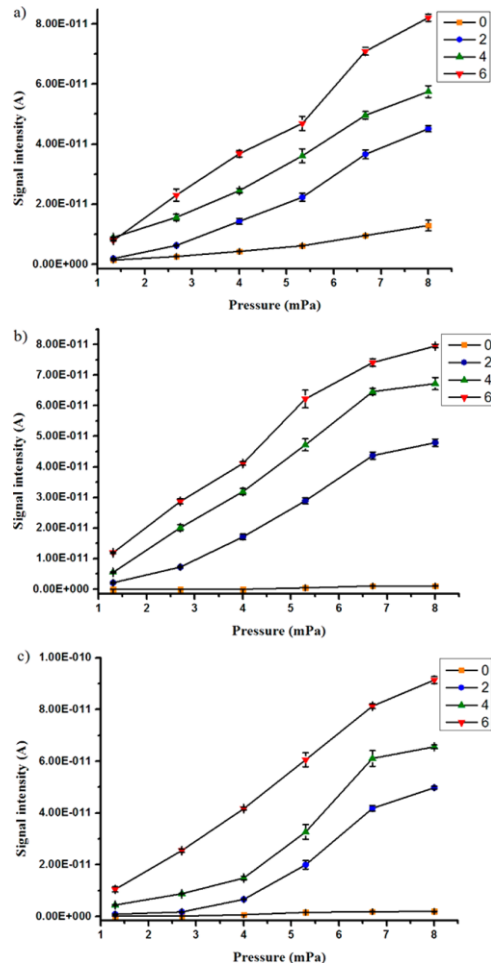 a)
8.00E-011
6.00E-011
4.00E-011
2.00E-011
0.00E+000
Signal intensity (A)
1 2 3 4 5 6 7 8
Pressure (mPa)
0
2
4
6
b)
8.00E-011
7.00E-011
6.00E-011
5.00E-011
4.00E-011
3.00E-011
2.00E-011
1.00E-011
0.00E+000
Signal intensity (A)
1 2 3 4 5 6 7 8
Pressure (mPa)
0
2
4
6
c)
1.00E-010
8.00E-011
6.00E-011
4.00E-011
2.00E-011
0.00E+000
Signal intensity (A)
1 2 3 4 5 6 7 8
Pressure (mPa)
0
2
4
6